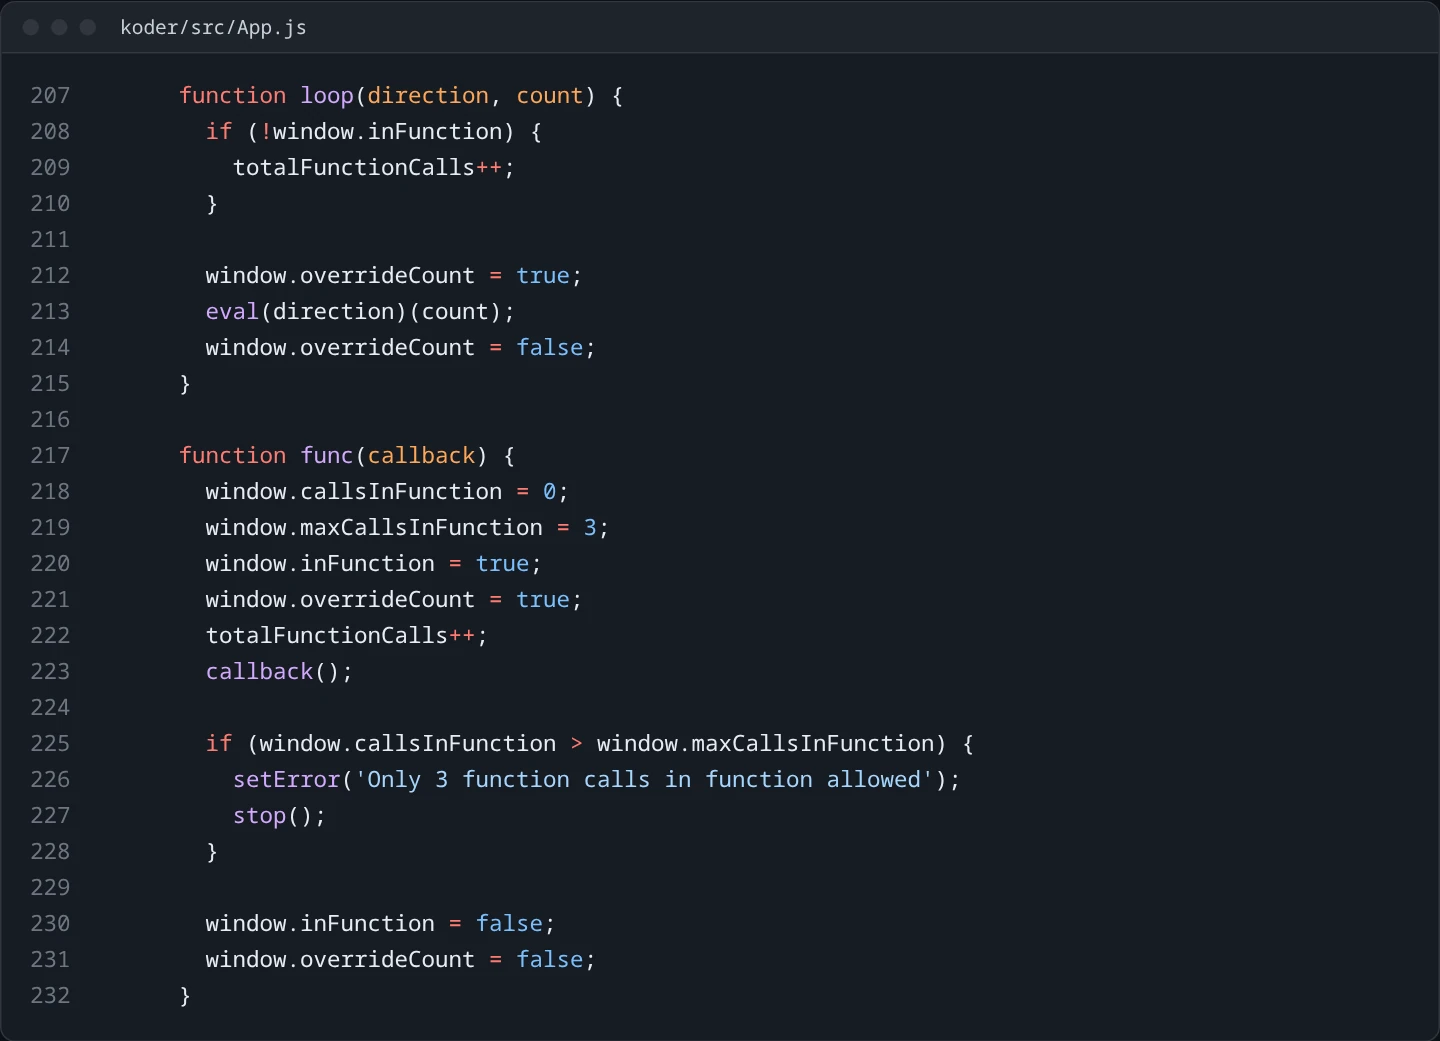 koder/src/App.js
207 function loop(direction, count) {
208 if (!window.inFunction) {
209 totalFunctionCalls++;
210 }
211
212 window.overrideCount = true;
213 eval(direction)(count);
214 window.overrideCount = false;
215 }
216
217 function func(callback) {
218 window.callsInFunction = 0;
219 window.maxCallsInFunction = 3;
220 window.inFunction = true;
221 window.overrideCount = true;
222 totalFunctionCalls++;
223 callback();
224
225 if (window.callsInFunction > window.maxCallsInFunction) {
226 setError('Only 3 function calls in function allowed');
227 stop();
228 }
229
230 window.inFunction = false;
231 window.overrideCount = false;
232 }